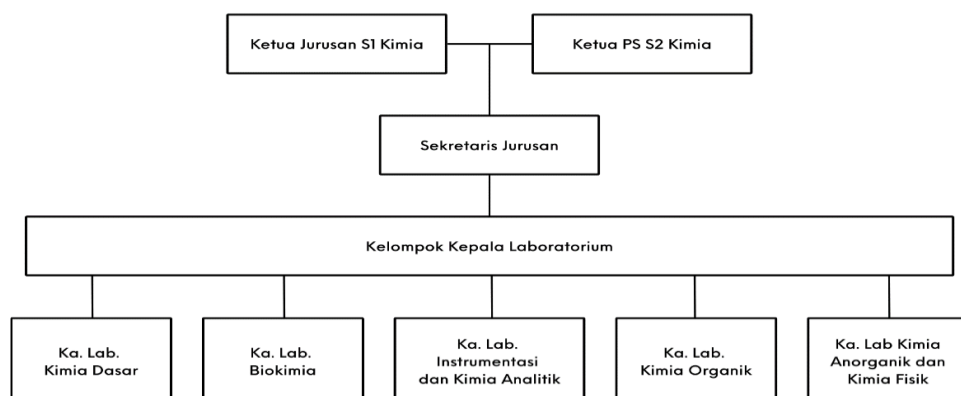 Ketua Jurusan S1 Kimia
Ketua PS S2 Kimia
Sekretaris Jurusan
Kelompok Kepala Laboratorium
Ka. Lab.
Kimia Dasar
Ka. Lab.
Biokimia
Ka. Lab.
Instrumentasi
dan Kimia Analitik
Ka. Lab.
Kimia Organik
Ka. Lab Kimia
Anorganik dan
Kimia Fisik